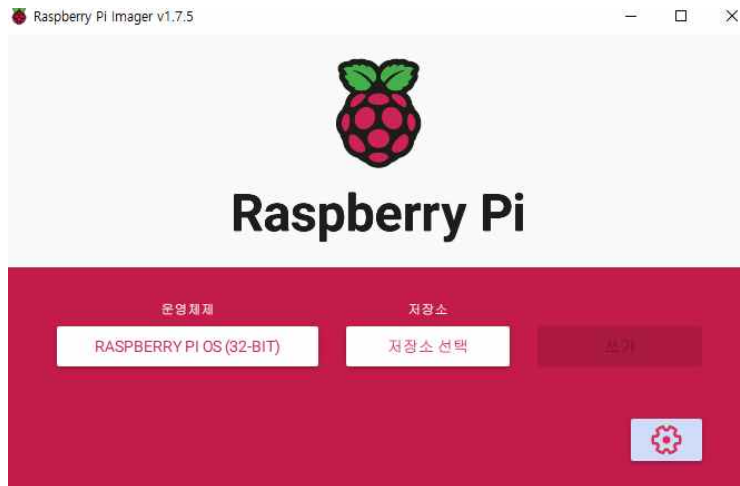 Raspberry Pi Imager v1.7.5
Raspberry Pi
운영체제
저장소
RASPBERRY PI OS (32-BIT)
저장소 선택
쓰기